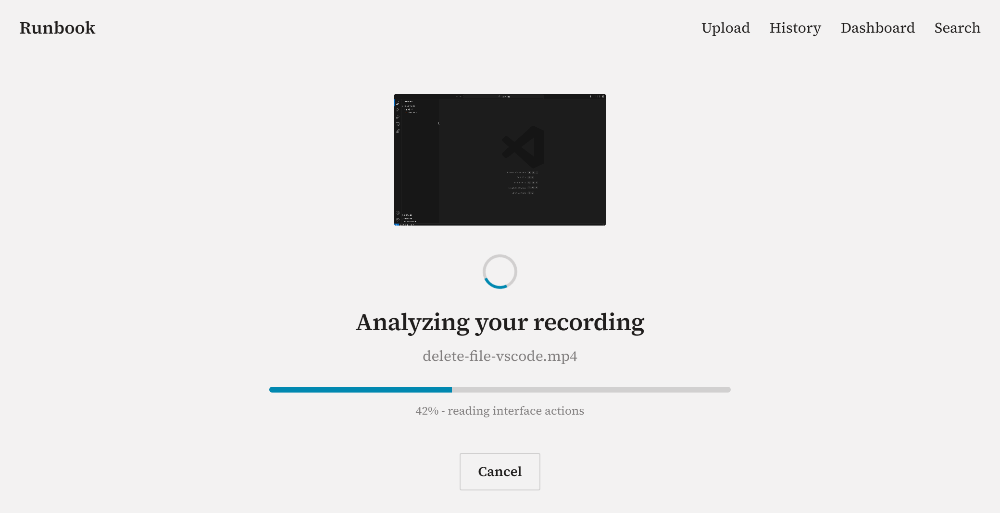 Runbook
Upload History Dashboard Search
Analyzing your recording
delete-file-vscode.mp4
42% - reading interface actions
Cancel